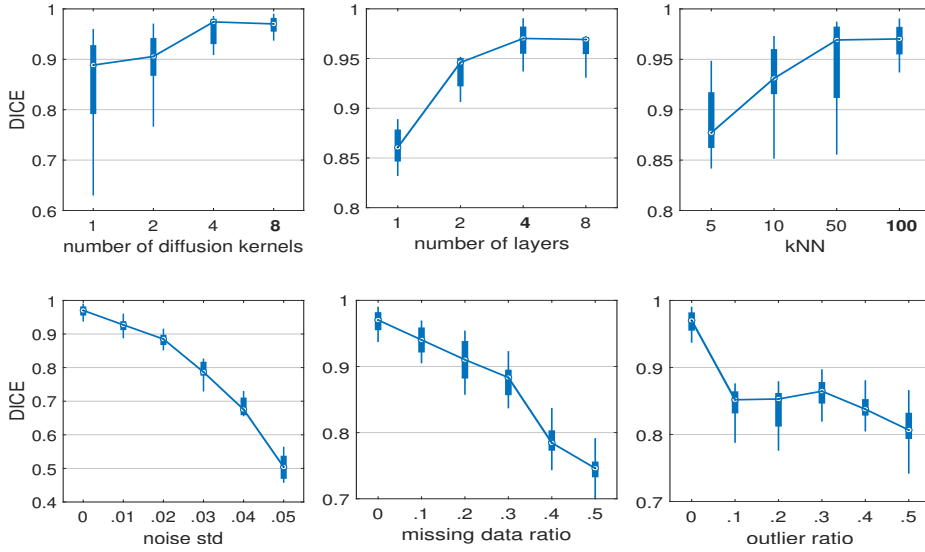 1
0.9
0.8
0.7
0.6
DICE
1 2 4 8
number of diffusion kernels
1
0.95
0.9
0.85
0.8
1 2 4 8
number of layers
1
0.95
0.9
0.85
0.8
5 10 50 100
kNN
1
0.9
0.8
0.7
0.6
0.5
0.4
DICE
0 .01 .02 .03 .04 .05
noise std
1
0.9
0.8
0.7
0 .1 .2 .3 .4 .5
missing data ratio
1
0.9
0.8
0.7
0 .1 .2 .3 .4 .5
outlier ratio